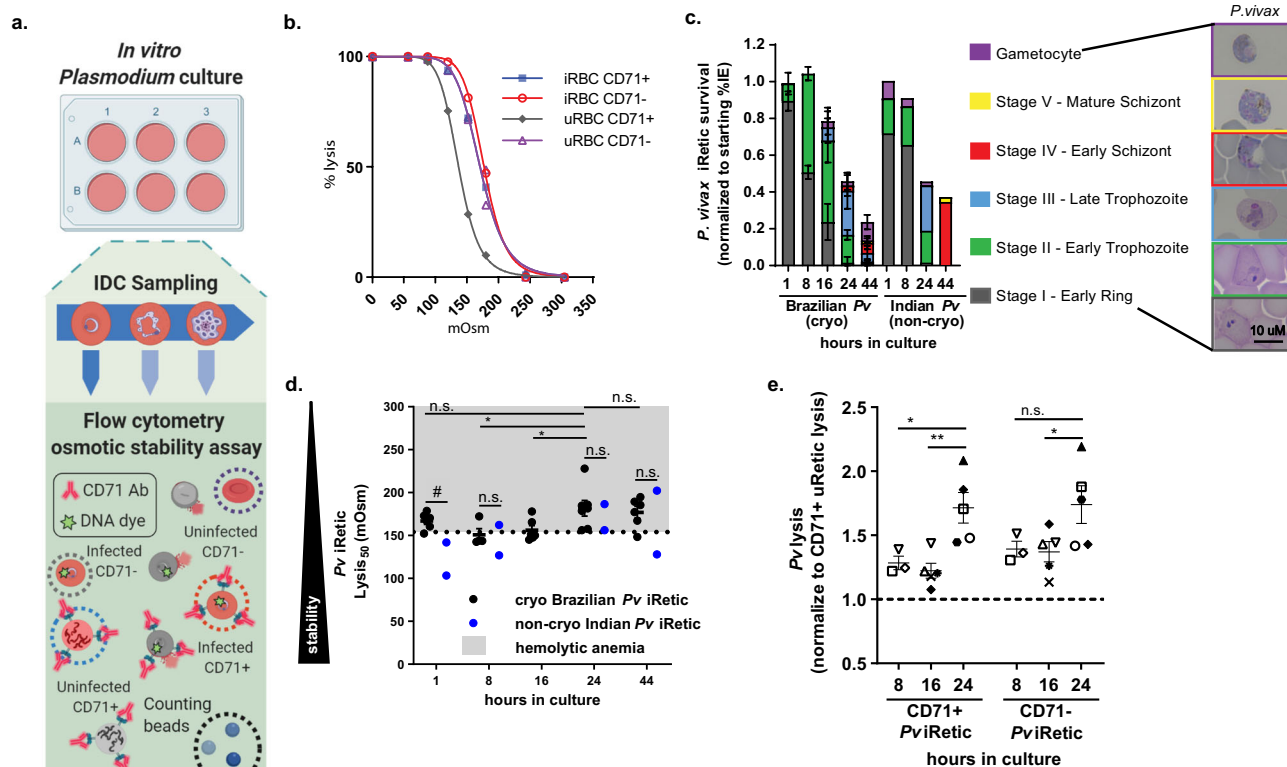 a.
In vitro
Plasmodium culture
1 2 3
A
B
IDC Sampling
Flow cytometry
osmotic stability assay
CD71 Ab
DNA dye
Uninfected
CD71-
Infected
CD71-
Infected
CD71+
Uninfected
CD71+
Counting
beads
b.
% lysis
100
50
0
0 50 100 150 200 250 300 350
mOsm
iRBC CD71+
iRBC CD71-
uRBC CD71+
uRBC CD71-
c.
P. vivax iRetic survival
(normalized to starting %IE)
1.2
1.0
0.8
0.6
0.4
0.2
0.0
1 8 16 24 44 1 8 24 44
Brazilian Pv Indian Pv
(cryo) (non-cryo)
hours in culture
Gametocyte
Stage V - Mature Schizont
Stage IV - Early Schizont
Stage III - Late Trophozoite
Stage II - Early Trophozoite
Stage I - Early Ring
P.vivax
10 uM
d.
stability
Pv iRetic
Lysis50 (mOsm)
300
250
200
150
100
50
0
n.s. n.s.
*
*
n.s.
# n.s. n.s.
cryo Brazilian Pv iRetic
non-cryo Indian Pv iRetic
hemolytic anemia
1 8 16 24 44
hours in culture
e.
Pv lysis
(normalize to CD71+ uRetic lysis)
2.5
2.0
1.5
1.0
0.5
* n.s.
** *
8 16 24 8 16 24
CD71+ CD71-
Pv iRetic Pv iRetic
hours in culture